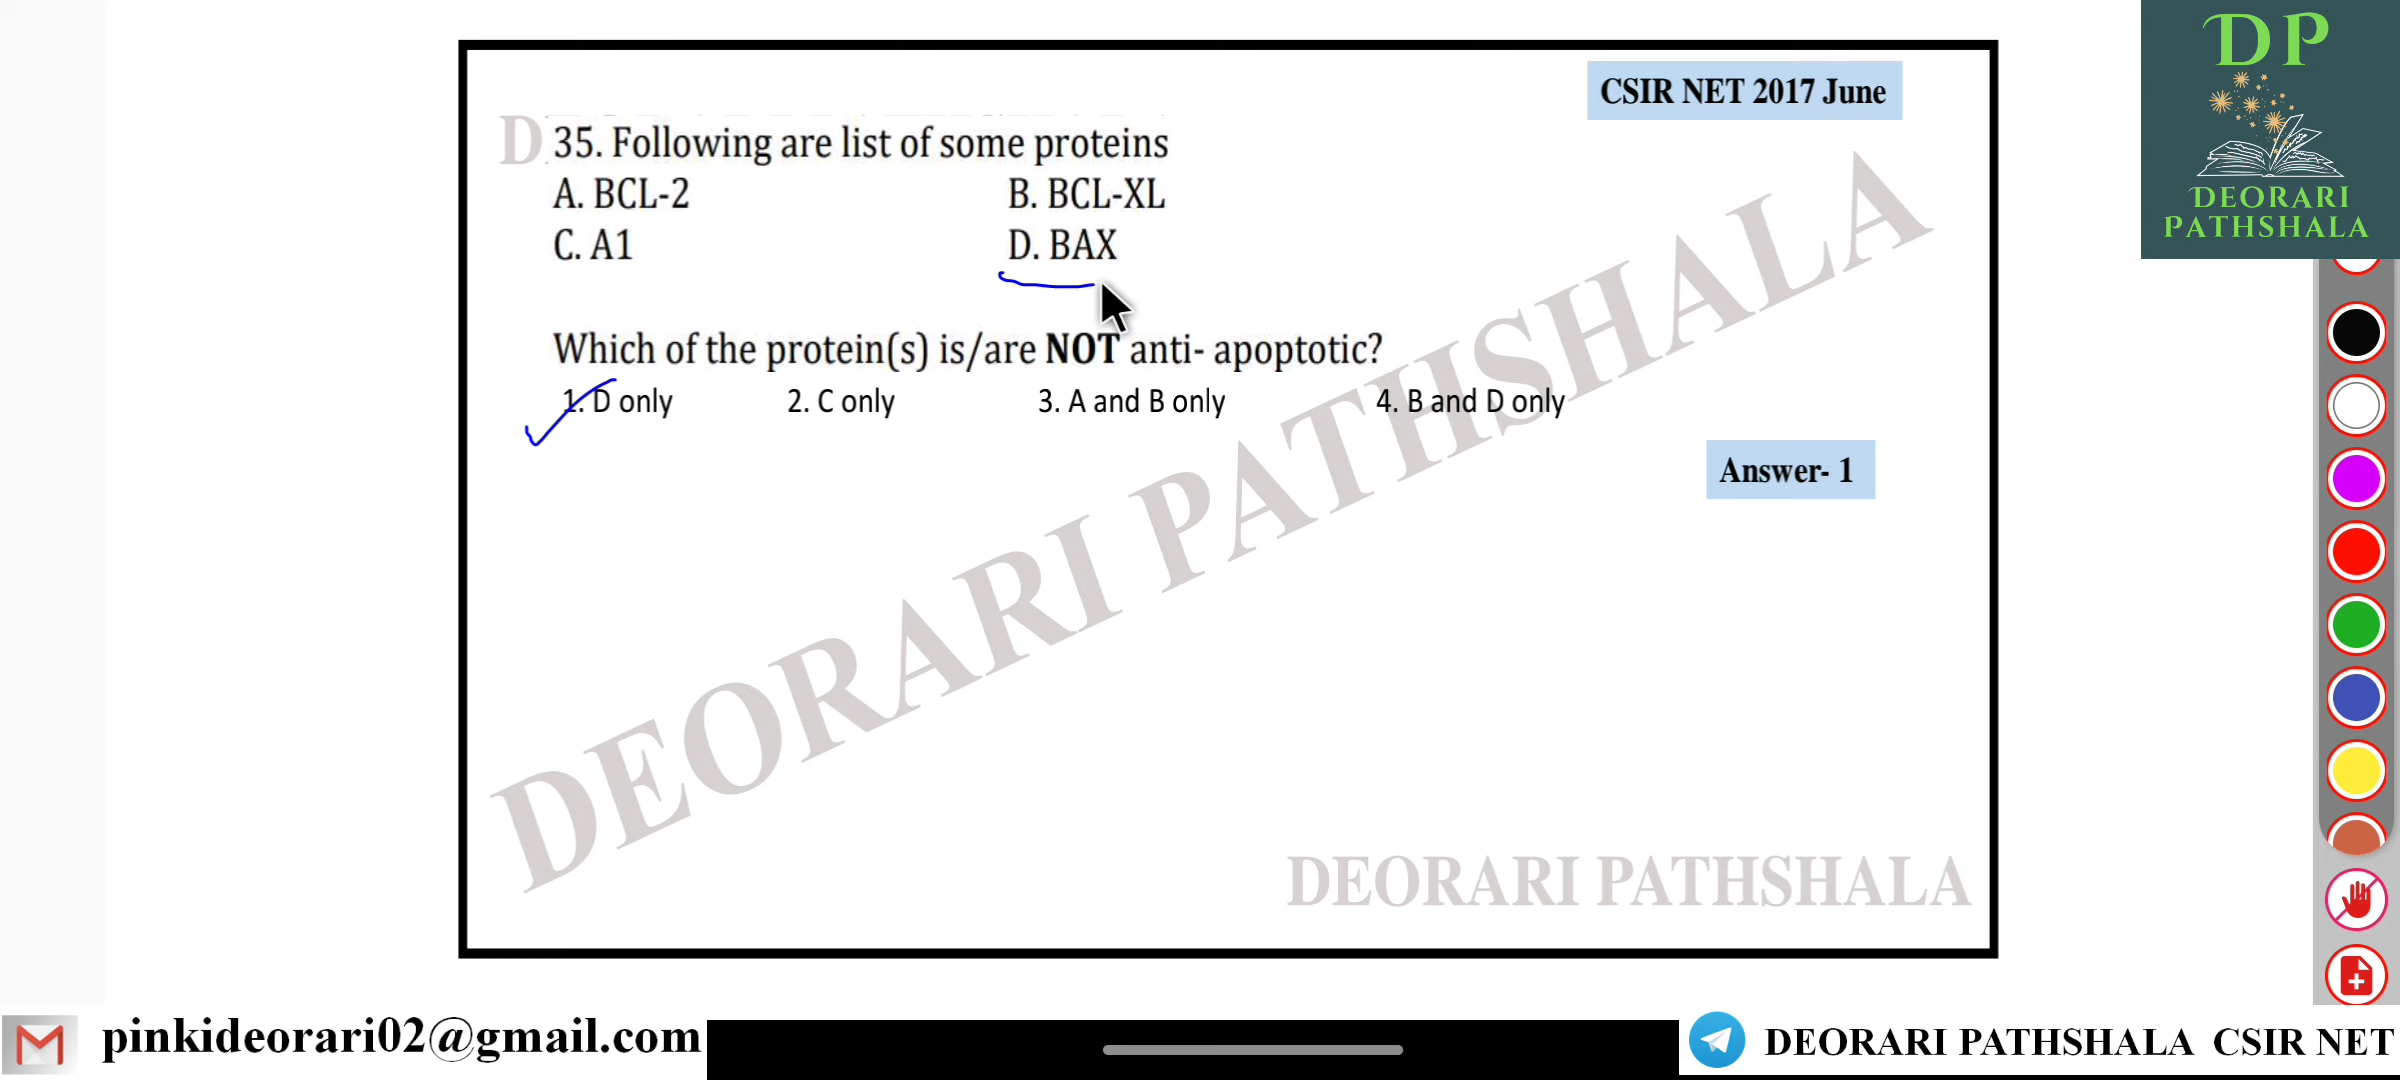 DP
DEORARI
PATHSHALA
CSIR NET 2017 June
D
35. Following are list of some proteins
A. BCL-2 B. BCL-XL
C. A1 D. BAX
Which of the protein(s) is/are NOT anti- apoptotic?
1. D only 2. C only 3. A and B only 4. B and D only
Answer- 1
DEORARI PATHSHALA
DEORARI PATHSHALA
pinkideorari02@gmail.com
DEORARI PATHSHALA CSIR NET